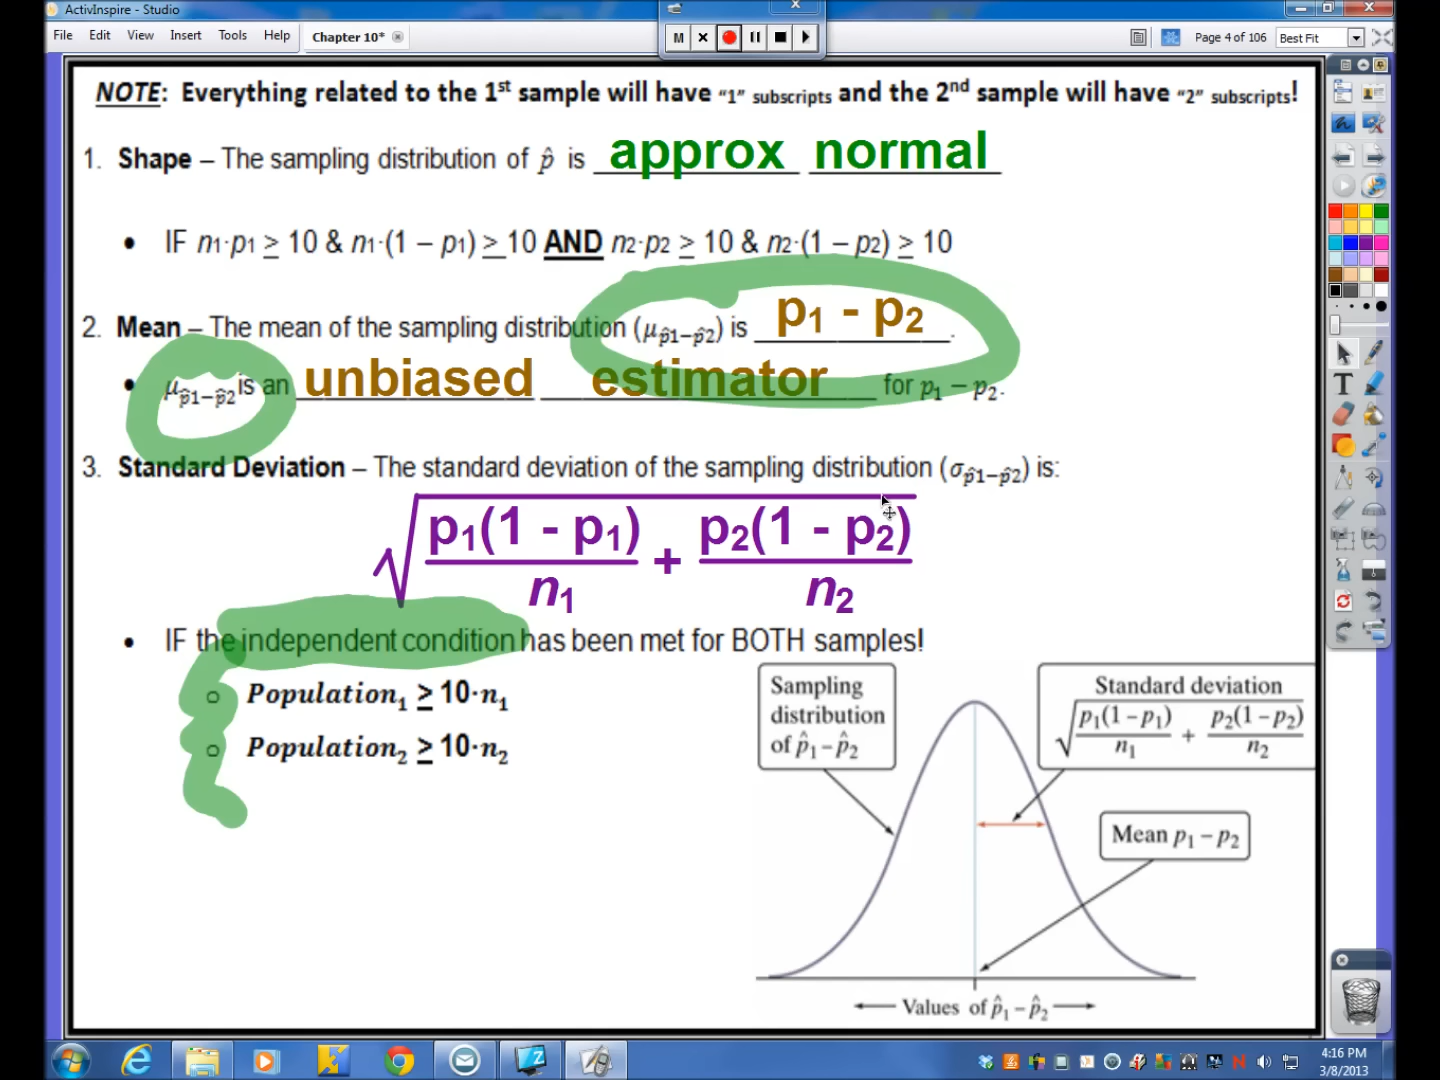 ActivInspire - Studio
File Edit View Insert Tools Help Chapter 10* Page 4 of 106 Best Fit
M
NOTE: Everything related to the 1st sample will have "1" subscripts and the 2nd sample will have "2" subscripts!
1. Shape – The sampling distribution of p̂ is approx normal
• IF n1·p1 ≥ 10 & n1·(1 – p1) ≥ 10 AND n2·p2 ≥ 10 & n2·(1 – p2) ≥ 10
2. Mean – The mean of the sampling distribution (μp̂1−p̂2) is p1 - p2.
• μp̂1−p̂2 is an unbiased estimator for p1 – p2.
3. Standard Deviation – The standard deviation of the sampling distribution (σp̂1−p̂2) is:
√ p1(1 - p1) / n1 + p2(1 - p2) / n2
• IF the independent condition has been met for BOTH samples!
o Population1 ≥ 10·n1
o Population2 ≥ 10·n2
Sampling
distribution
of p̂1 – p̂2
Standard deviation
√ p1(1 – p1) / n1 + p2(1 – p2) / n2
Mean p1 – p2
Values of p̂1 – p̂2
4:16 PM
3/8/2013